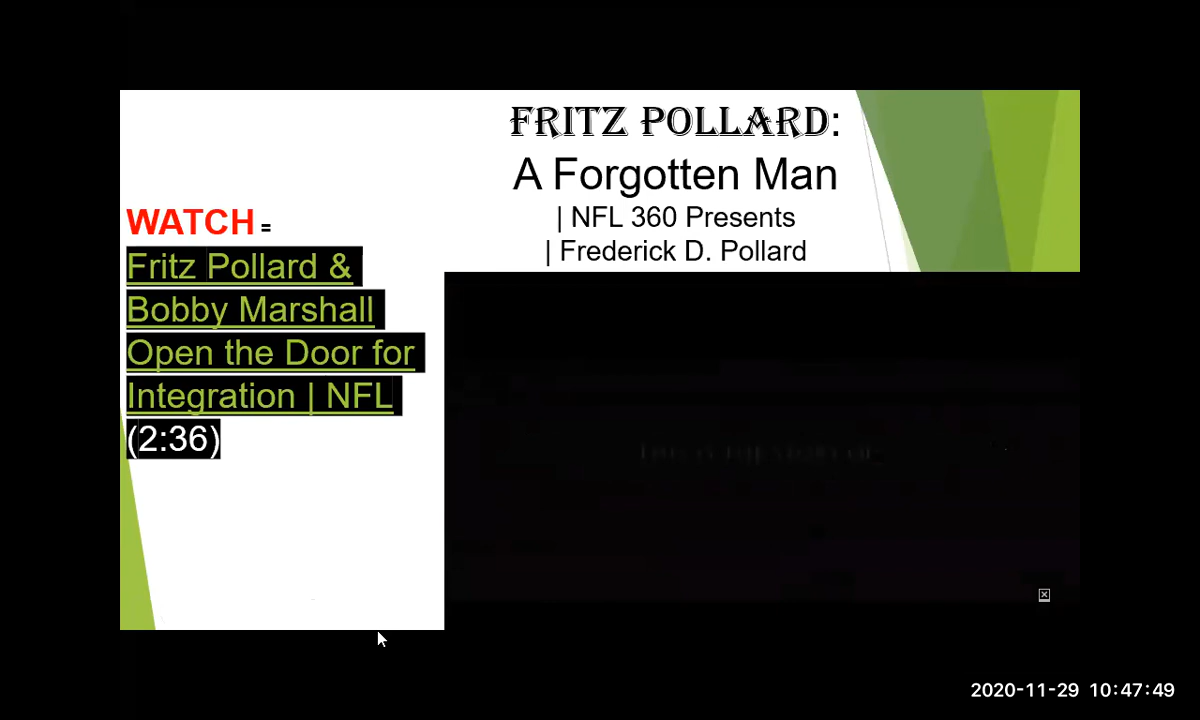 FRITZ POLLARD:
A Forgotten Man
| NFL 360 Presents
| Frederick D. Pollard
WATCH =
Fritz Pollard &
Bobby Marshall
Open the Door for
Integration | NFL
(2:36)
2020-11-29 10:47:49